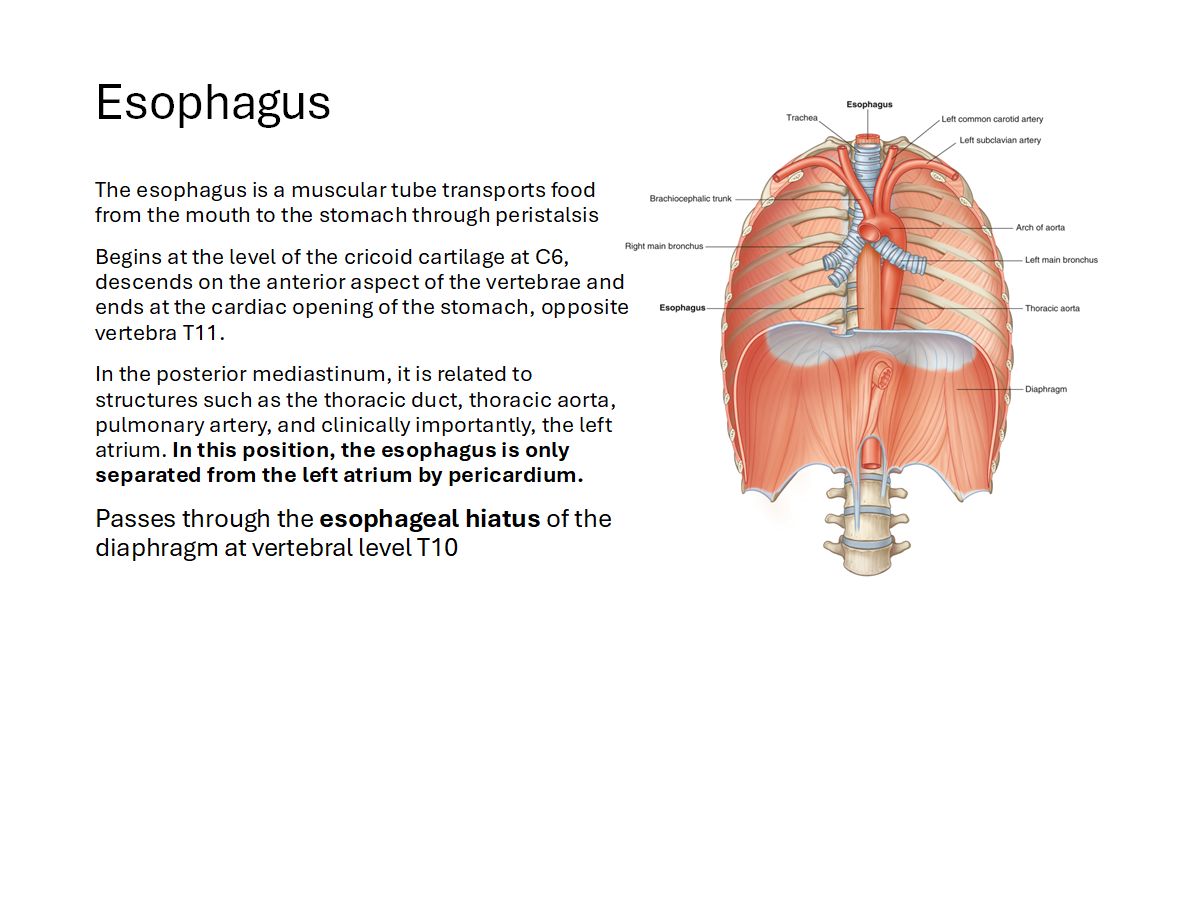 Esophagus
The esophagus is a muscular tube transports food
from the mouth to the stomach through peristalsis
Begins at the level of the cricoid cartilage at C6,
descends on the anterior aspect of the vertebrae and
ends at the cardiac opening of the stomach, opposite
vertebra T11.
In the posterior mediastinum, it is related to
structures such as the thoracic duct, thoracic aorta,
pulmonary artery, and clinically importantly, the left
atrium. In this position, the esophagus is only
separated from the left atrium by pericardium.
Passes through the esophageal hiatus of the
diaphragm at vertebral level T10
Esophagus
Trachea
Left common carotid artery
Left subclavian artery
Brachiocephalic trunk
Arch of aorta
Right main bronchus
Left main bronchus
Esophagus
Thoracic aorta
Diaphragm